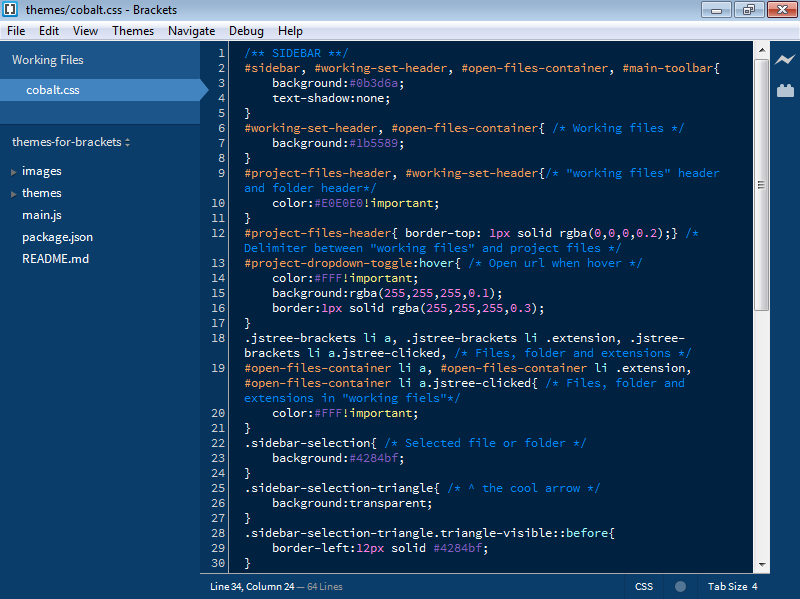 themes/cobalt.css - Brackets
File Edit View Themes Navigate Debug Help
Working Files
cobalt.css
themes-for-brackets
images
themes
main.js
package.json
README.md
1 /** SIDEBAR **/
2 #sidebar, #working-set-header, #open-files-container, #main-toolbar{
3 background:#0b3d6a;
4 text-shadow:none;
5 }
6 #working-set-header, #open-files-container{ /* Working files */
7 background:#1b5589;
8 }
9 #project-files-header, #working-set-header{/* "working files" header
and folder header*/
10 color:#E0E0E0!important;
11 }
12 #project-files-header{ border-top: 1px solid rgba(0,0,0,0.2);} /*
Delimiter between "working files" and project files */
13 #project-dropdown-toggle:hover{ /* Open url when hover */
14 color:#FFF!important;
15 background:rgba(255,255,255,0.1);
16 border:1px solid rgba(255,255,255,0.3);
17 }
18 .jstree-brackets li a, .jstree-brackets li .extension, .jstree-
brackets li a.jstree-clicked, /* Files, folder and extensions */
19 #open-files-container li a, #open-files-container li .extension,
#open-files-container li a.jstree-clicked{ /* Files, folder and
extensions in "working fiels"*/
20 color:#FFF!important;
21 }
22 .sidebar-selection{ /* Selected file or folder */
23 background:#4284bf;
24 }
25 .sidebar-selection-triangle{ /* ^ the cool arrow */
26 background:transparent;
27 }
28 .sidebar-selection-triangle.triangle-visible::before{
29 border-left:12px solid #4284bf;
30 }
Line 34, Column 24 — 64 Lines CSS Tab Size 4